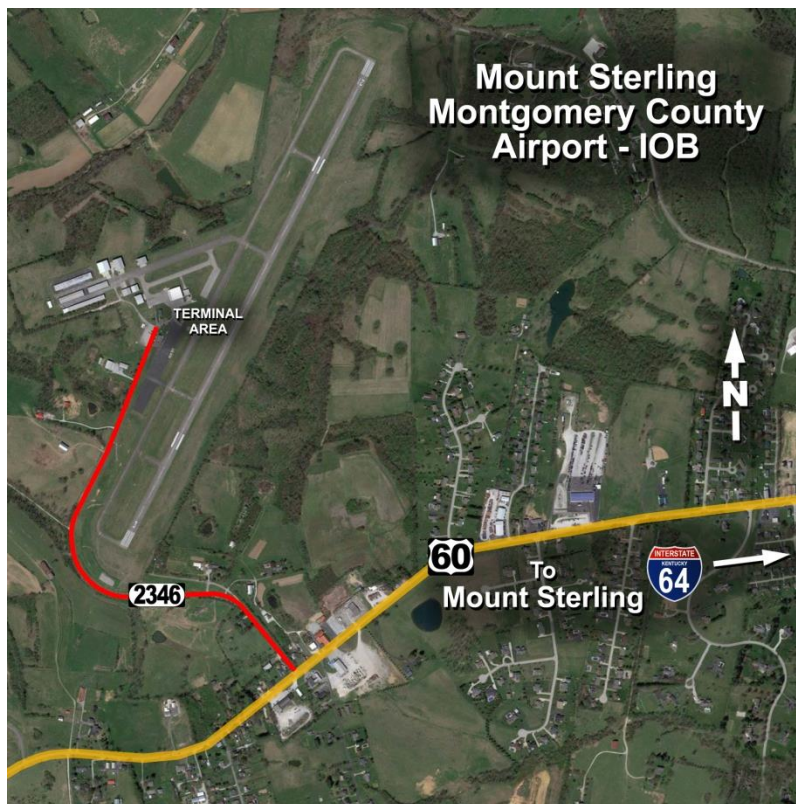 Mount Sterling
Montgomery County
Airport - IOB
TERMINAL
AREA
N
60
To
Mount Sterling
INTERSTATE
KENTUCKY
64
2346